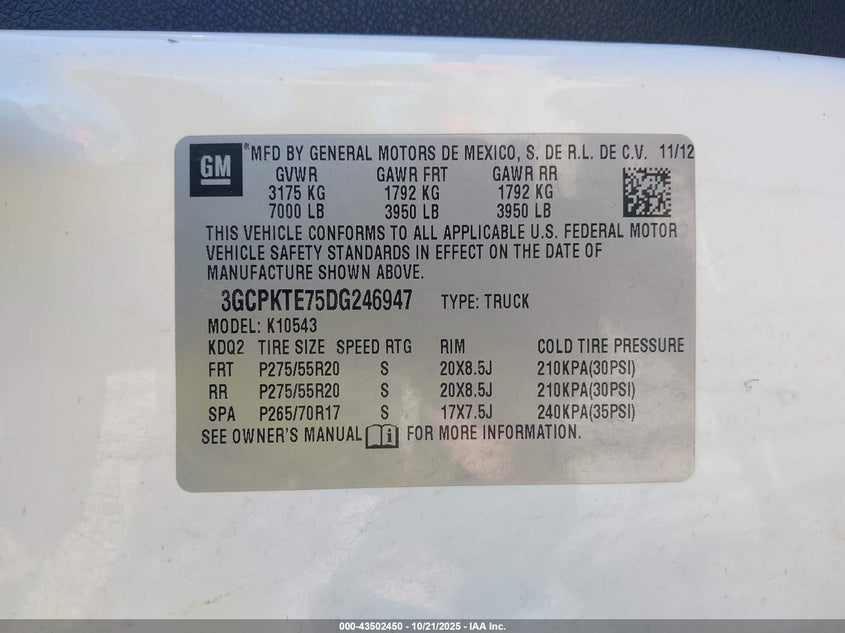 GM ® MFD BY GENERAL MOTORS DE MEXICO, S. DE R.L. DE C.V. 11/12
GVWR GAWR FRT GAWR RR
3175 KG 1792 KG 1792 KG
7000 LB 3950 LB 3950 LB
THIS VEHICLE CONFORMS TO ALL APPLICABLE U.S. FEDERAL MOTOR
VEHICLE SAFETY STANDARDS IN EFFECT ON THE DATE OF
MANUFACTURE SHOWN ABOVE.
3GCPKTE75DG246947 TYPE: TRUCK
MODEL: K10543
KDQ2 TIRE SIZE SPEED RTG RIM COLD TIRE PRESSURE
FRT P275/55R20 S 20X8.5J 210KPA(30PSI)
RR P275/55R20 S 20X8.5J 210KPA(30PSI)
SPA P265/70R17 S 17X7.5J 240KPA(35PSI)
SEE OWNER'S MANUAL FOR MORE INFORMATION.
000-43502450 - 10/21/2025 - IAA Inc.